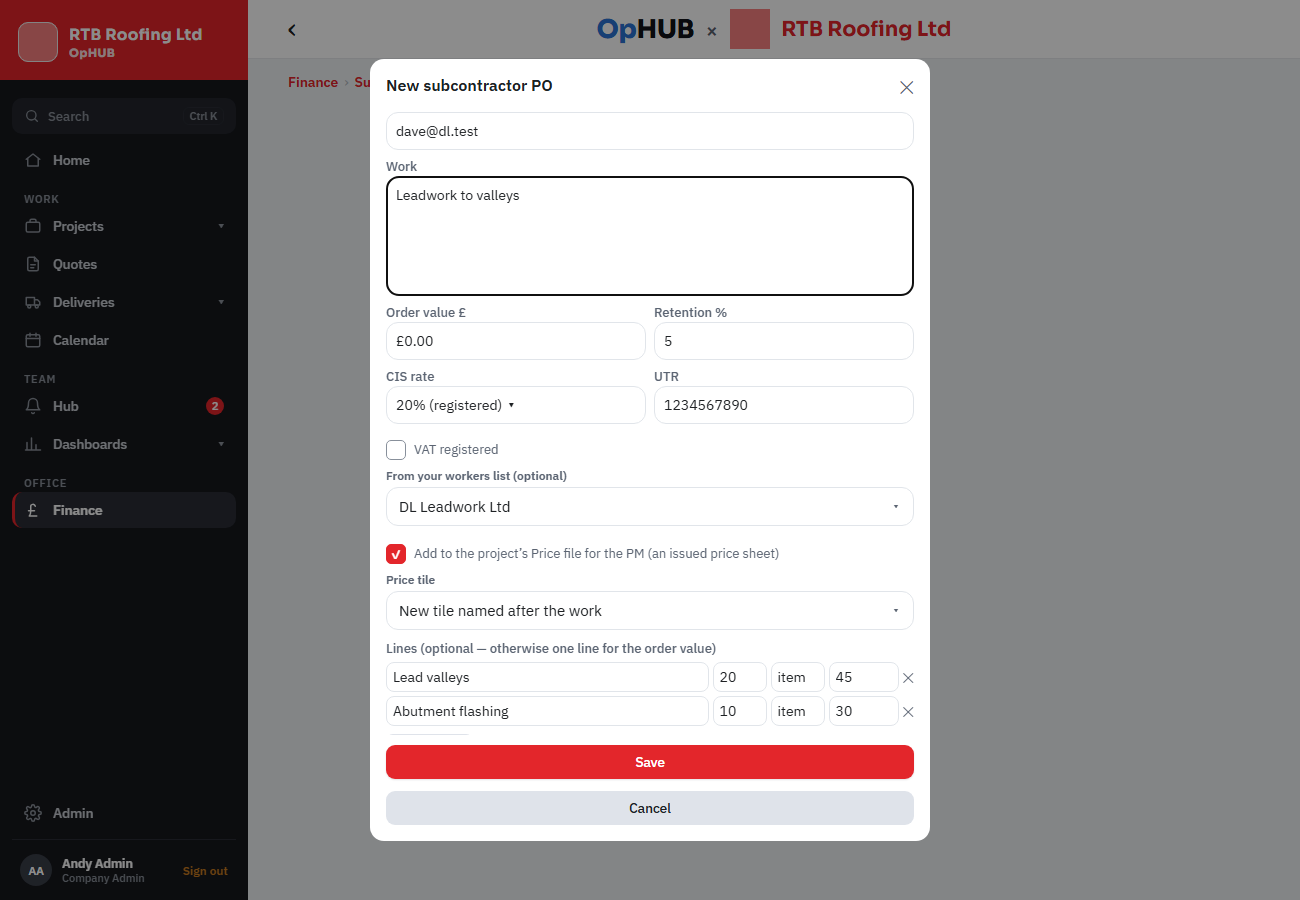 RTB Roofing Ltd
OpHUB
Search Ctrl K
Home
WORK
Projects
Quotes
Deliveries
Calendar
TEAM
Hub 2
Dashboards
OFFICE
Finance
Admin
AA Andy Admin
Company Admin
Sign out
OpHUB × RTB Roofing Ltd
Finance › Su
New subcontractor PO
dave@dl.test
Work
Leadwork to valleys
Order value £ Retention %
£0.00 5
CIS rate UTR
20% (registered) 1234567890
VAT registered
From your workers list (optional)
DL Leadwork Ltd
Add to the project’s Price file for the PM (an issued price sheet)
Price tile
New tile named after the work
Lines (optional — otherwise one line for the order value)
Lead valleys 20 item 45
Abutment flashing 10 item 30
Save
Cancel